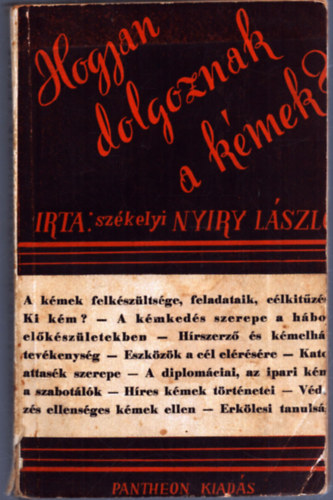 Hogyan
dolgoznak
a kémek?
IRTA: székelyi NYIRY LÁSZL
A kémek felkészültsége, feladataik, célkitűzé
Ki kém? — A kémkedés szerepe a hábo
előkészületekben — Hírszerző és kémelhá
tevékenység — Eszközök a cél elérésére — Kato
attasék szerepe — A diplomáciai, az ipari kém
a szabotálók — Híres kémek történetei — Véd
zés ellenséges kémek ellen — Erkölcsi tanulsá
PANTHEON KIADÁS